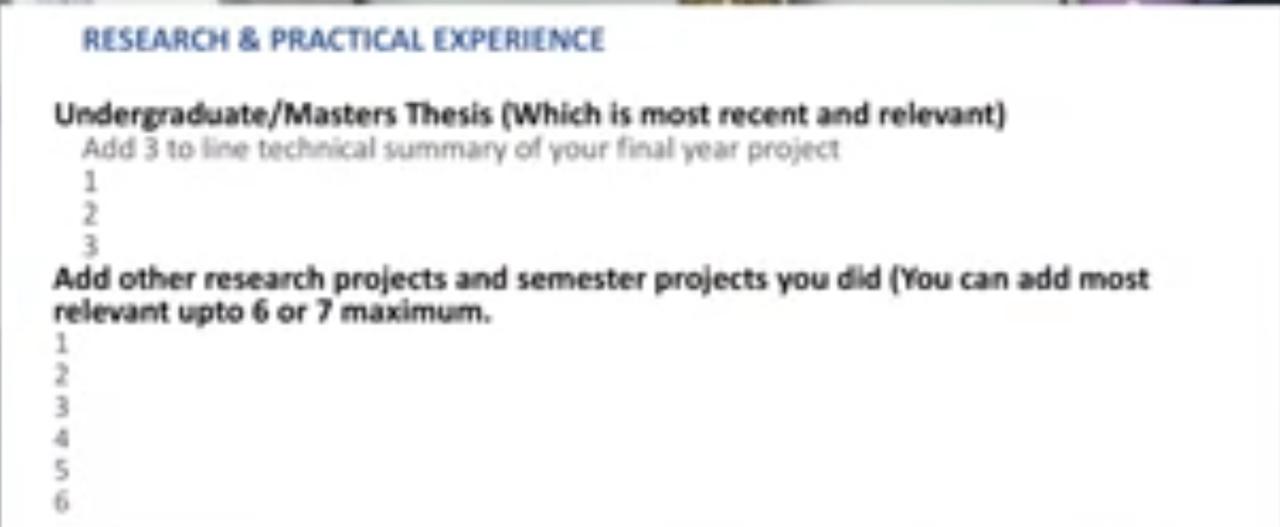 RESEARCH & PRACTICAL EXPERIENCE
Undergraduate/Masters Thesis (Which is most recent and relevant)
Add 3 to line technical summary of your final year project
1
2
3
Add other research projects and semester projects you did (You can add most
relevant upto 6 or 7 maximum.
1
2
3
4
5
6